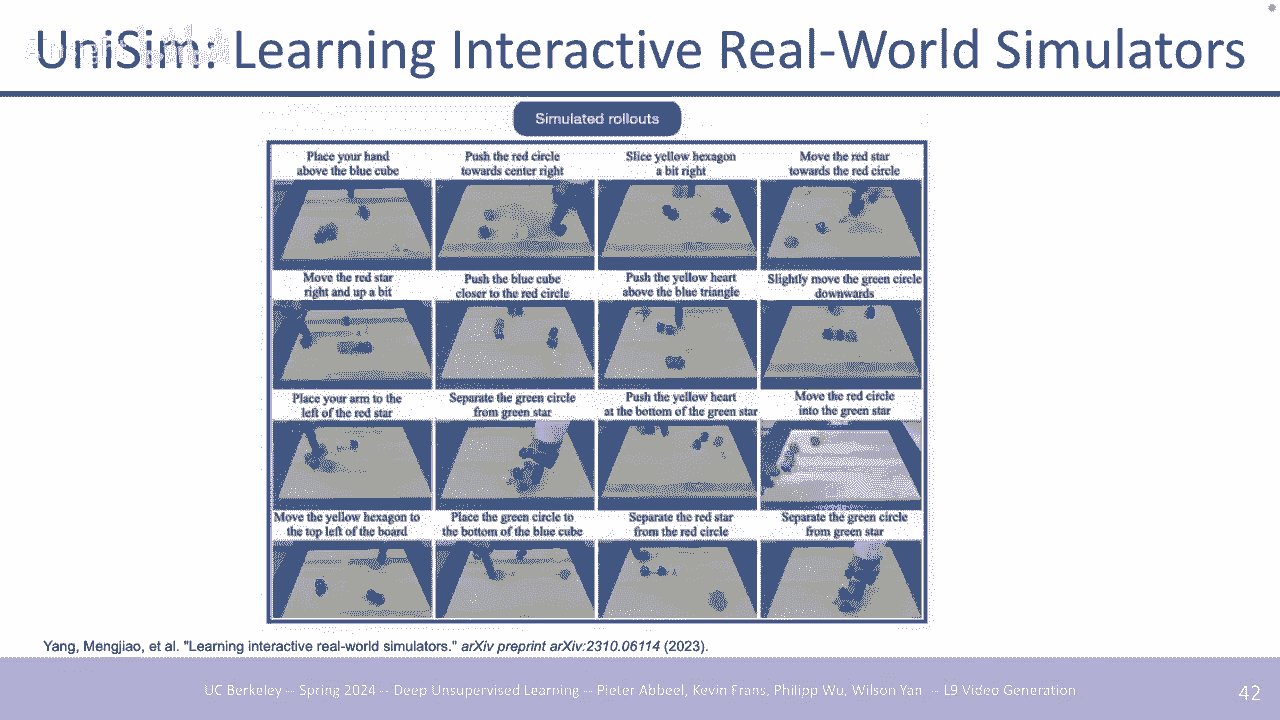 UniSim: Learning Interactive Real-World Simulators
Simulated rollouts
Place your hand
above the blue cube
Push the red circle
towards center right
Slice yellow hexagon
a bit right
Move the red star
towards the red circle
Move the red star
right and up a bit
Push the blue cube
closer to the red circle
Push the yellow heart
above the blue triangle
Slightly move the green circle
downwards
Place your arm to the
left of the red star
Separate the green circle
from green star
Push the yellow heart
at the bottom of the green star
Move the red circle
into the green star
Move the yellow hexagon to
the top left of the board
Place the green circle to
the bottom of the blue cube
Separate the red star
from the red circle
Separate the green circle
from green star
Yang, Mengjiao, et al. "Learning interactive real-world simulators." arXiv preprint arXiv:2310.06114 (2023).
UC Berkeley -- Spring 2024 -- Deep Unsupervised Learning -- Pieter Abbeel, Kevin Frans, Philipp Wu, Wilson Yan -- L9 Video Generation
42